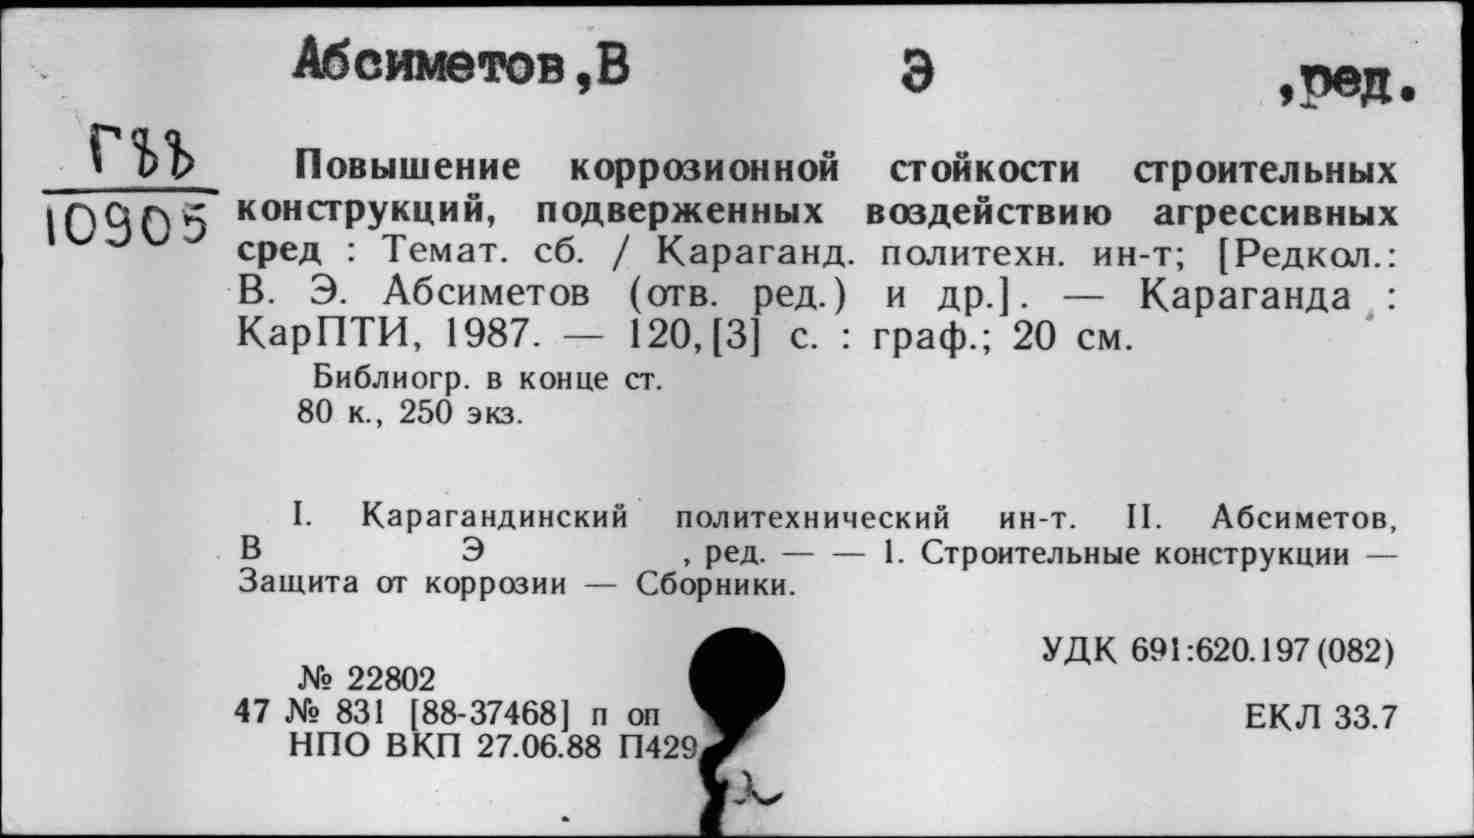 Абсиметов,В Э ,ред.
10905
Повышение коррозионной стойкости строительных
конструкций, подверженных воздействию агрессивных
сред : Темат. сб. / Караганд. политехн. ин-т; [Редкол.:
В. Э. Абсиметов (отв. ред.) и др.]. — Караганда :
КарПТИ, 1987. — 120, [3] с. : граф.; 20 см.
Библиогр. в конце ст.
80 к., 250 экз.
I. Карагандинский политехнический ин-т. II. Абсиметов,
В Э , ред. — — 1. Строительные конструкции —
Защита от коррозии — Сборники.
УДК 691:620.197(082)
№ 22802
47 № 831 [88-37468] п оп
ЕКЛ 33.7
НПО ВКП 27.06.88 П429